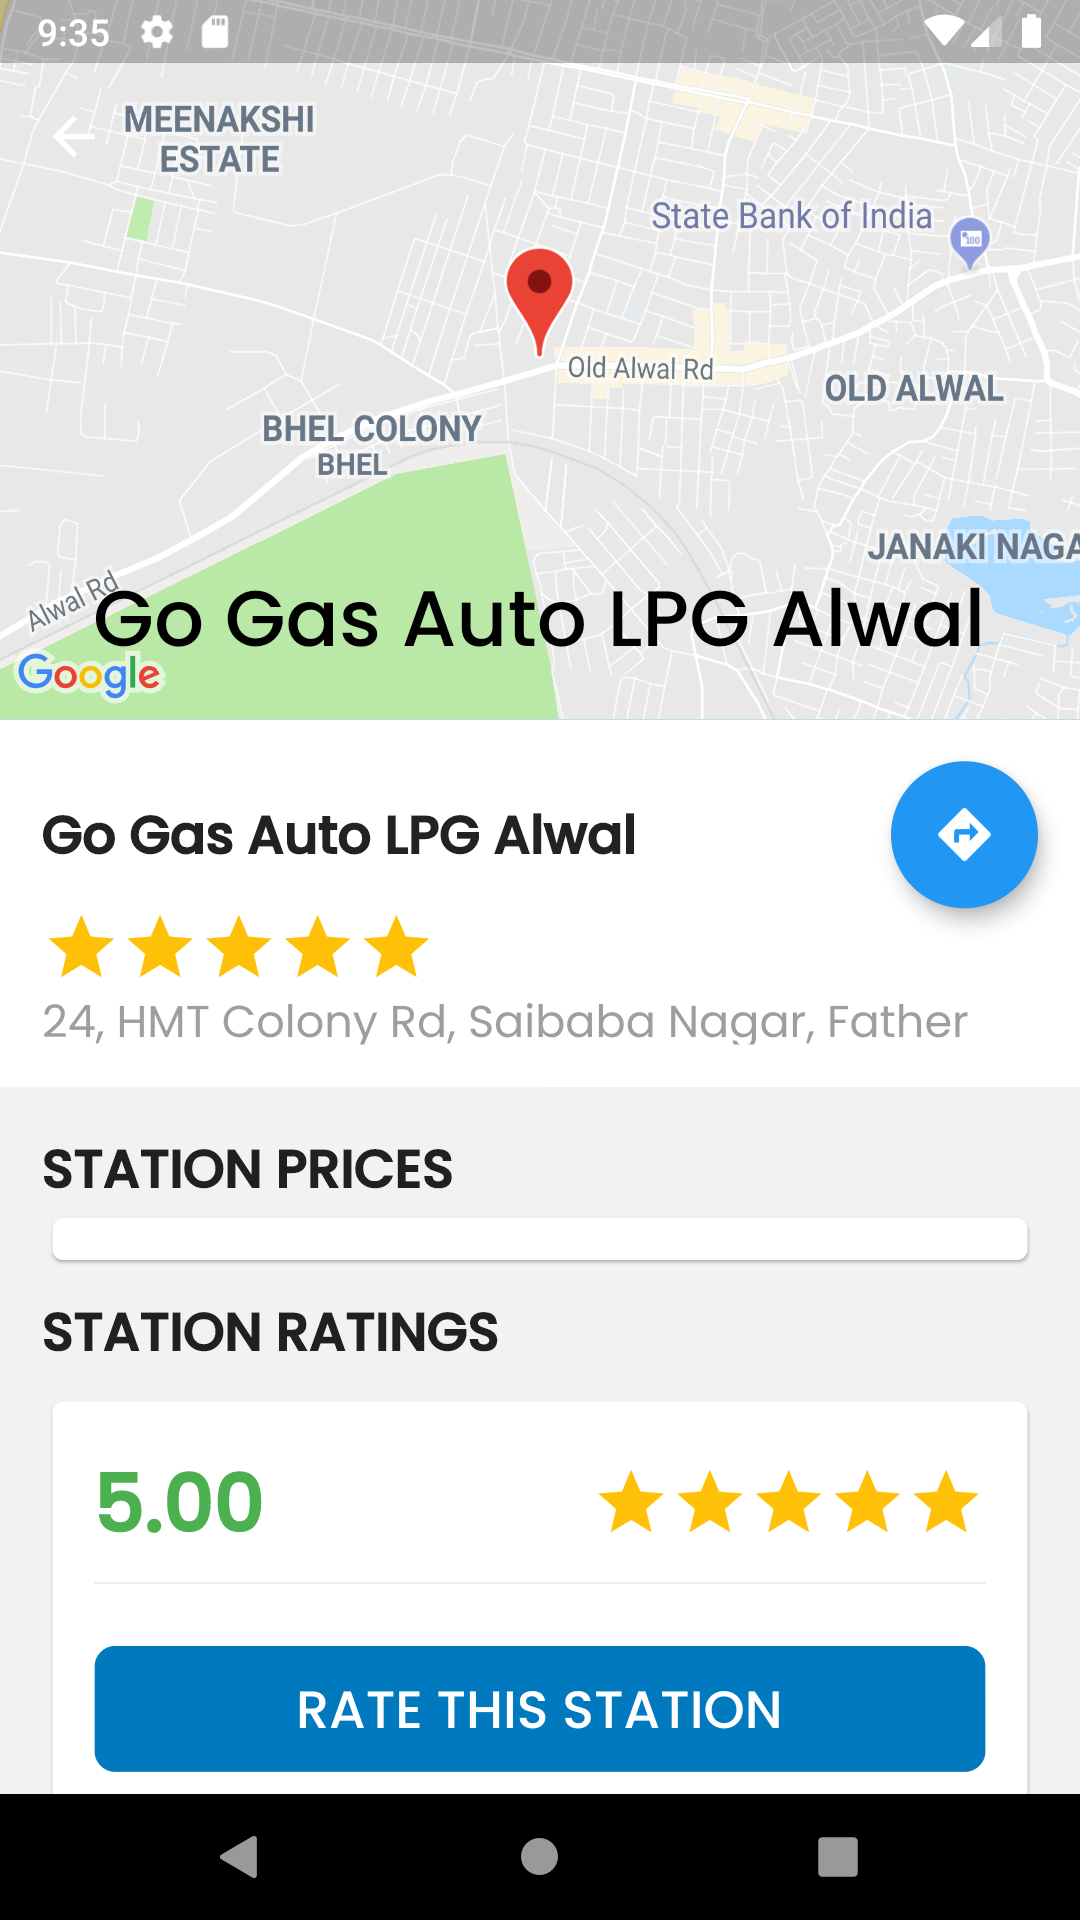 9:35
MEENAKSHI
ESTATE
State Bank of India
100
Old Alwal Rd
OLD ALWAL
BHEL COLONY
BHEL
JANAKI NAGA
Alwal Rd
Go Gas Auto LPG Alwal
Google
Go Gas Auto LPG Alwal
24, HMT Colony Rd, Saibaba Nagar, Father
STATION PRICES
STATION RATINGS
5.00
RATE THIS STATION